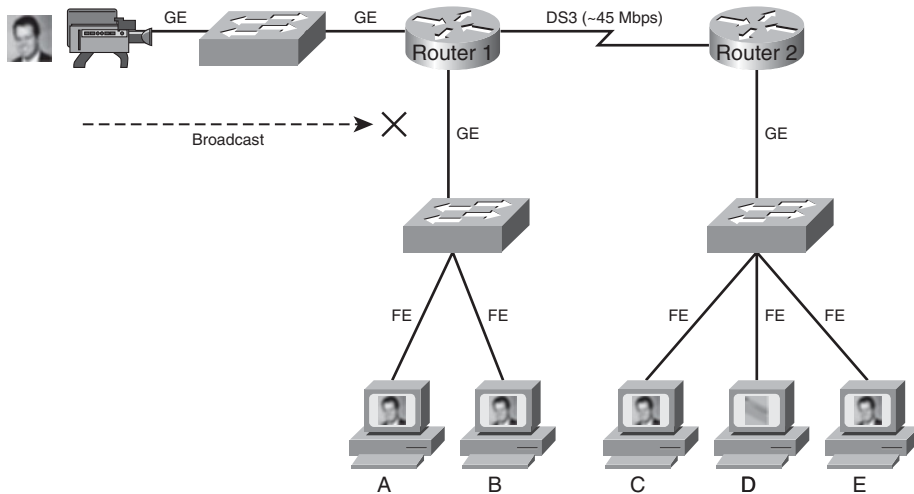 GE
GE
DS3 (~45 Mbps)
Router 1
Router 2
Broadcast
GE
GE
FE
FE
FE
FE
FE
A
B
C
D
E